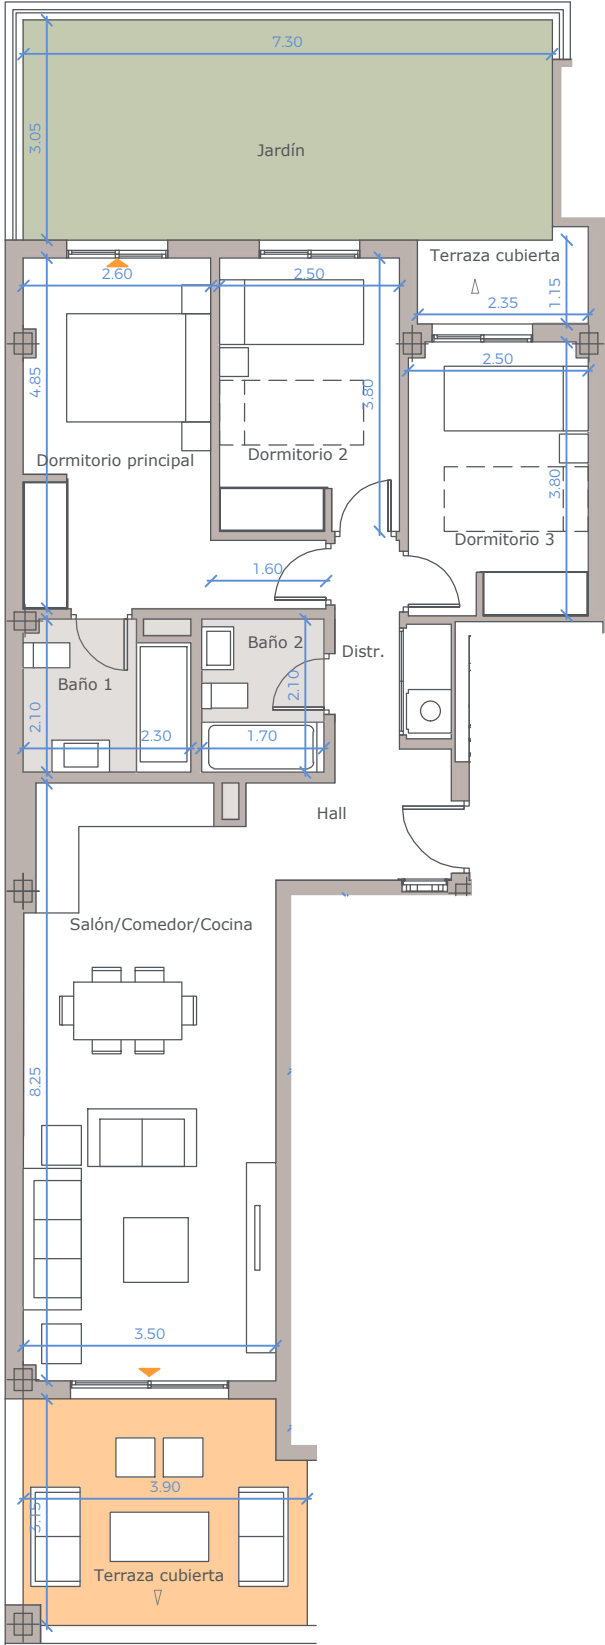 7.30
3.05
Jardín
Terraza cubierta
2.60
2.50
1.15
2.35
2.50
4.85
3.80
Dormitorio 2
Dormitorio principal
3.80
Dormitorio 3
1.60
Baño 2
Distr.
Baño 1
2.10
2.10
2.30
1.70
Hall
Salón/Comedor/Cocina
8.25
3.50
3.90
3.15
Terraza cubierta